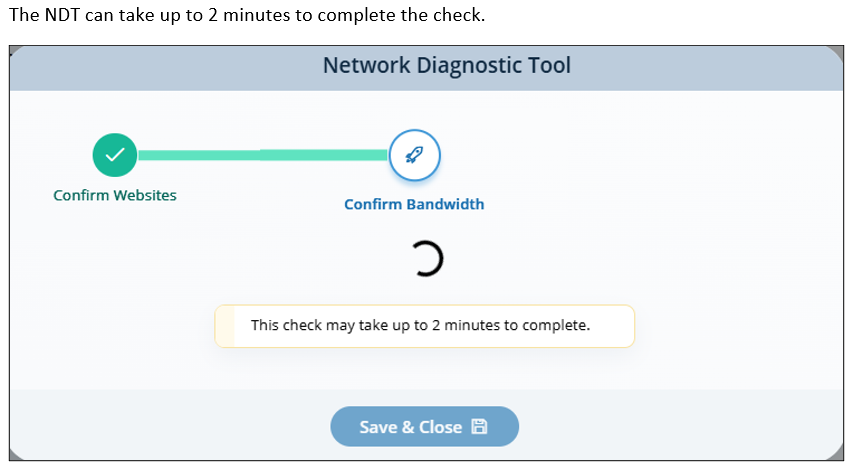 The NDT can take up to 2 minutes to complete the check.
Network Diagnostic Tool
Confirm Websites
Confirm Bandwidth
This check may take up to 2 minutes to complete.
Save & Close